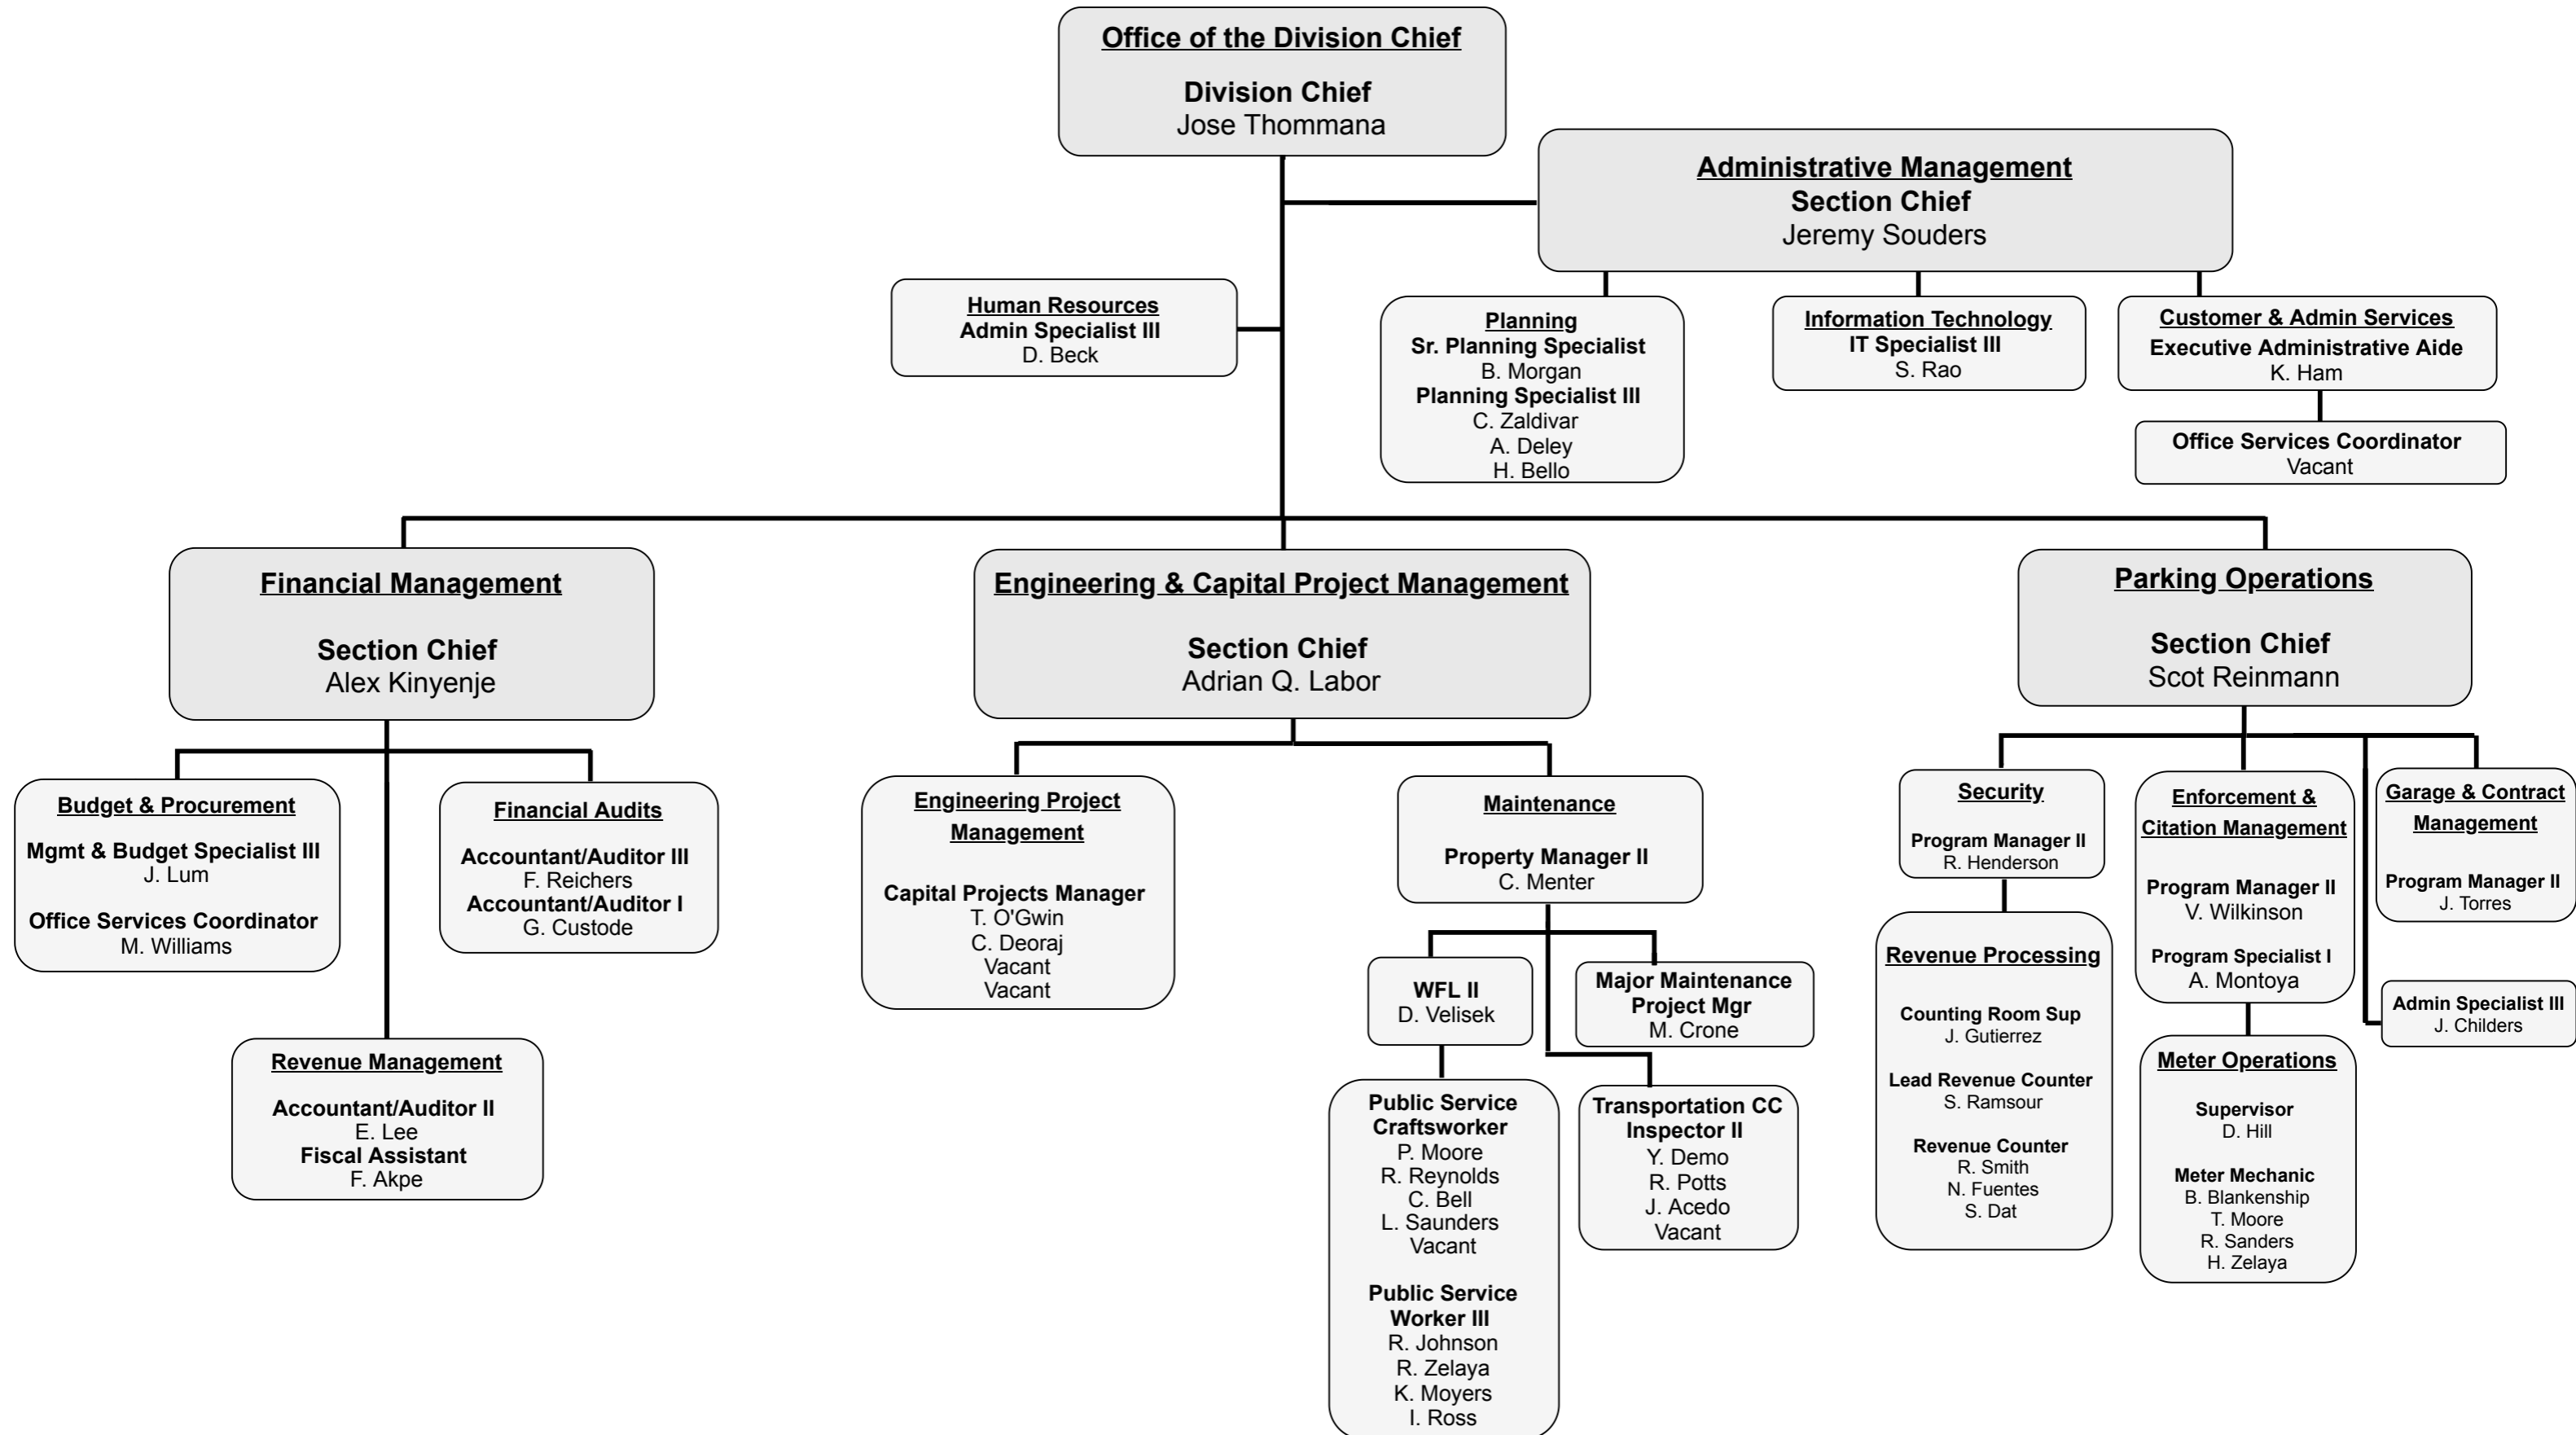 Office of the Division Chief
Division Chief
Jose Thommana
Administrative Management
Section Chief
Jeremy Souders
Human Resources
Admin Specialist III
D. Beck
Planning
Sr. Planning Specialist
B. Morgan
Planning Specialist III
C. Zaldivar
A. Deley
H. Bello
Information Technology
IT Specialist III
S. Rao
Customer & Admin Services
Executive Administrative Aide
K. Ham
Office Services Coordinator
Vacant
Financial Management
Section Chief
Alex Kinyenje
Engineering & Capital Project Management
Section Chief
Adrian Q. Labor
Parking Operations
Section Chief
Scot Reinmann
Budget & Procurement
Mgmt & Budget Specialist III
J. Lum
Office Services Coordinator
M. Williams
Financial Audits
Accountant/Auditor III
F. Reichers
Accountant/Auditor I
G. Custode
Revenue Management
Accountant/Auditor II
E. Lee
Fiscal Assistant
F. Akpe
Engineering Project
Management
Capital Projects Manager
T. O'Gwin
C. Deoraj
Vacant
Vacant
Maintenance
Property Manager II
C. Menter
WFL II
D. Velisek
Major Maintenance
Project Mgr
M. Crone
Public Service
Craftsworker
P. Moore
R. Reynolds
C. Bell
L. Saunders
Vacant
Public Service
Worker III
R. Johnson
R. Zelaya
K. Moyers
I. Ross
Transportation CC
Inspector II
Y. Demo
R. Potts
J. Acedo
Vacant
Security
Program Manager II
R. Henderson
Revenue Processing
Counting Room Sup
J. Gutierrez
Lead Revenue Counter
S. Ramsour
Revenue Counter
R. Smith
N. Fuentes
S. Dat
Enforcement &
Citation Management
Program Manager II
V. Wilkinson
Program Specialist I
A. Montoya
Meter Operations
Supervisor
D. Hill
Meter Mechanic
B. Blankenship
T. Moore
R. Sanders
H. Zelaya
Garage & Contract
Management
Program Manager II
J. Torres
Admin Specialist III
J. Childers